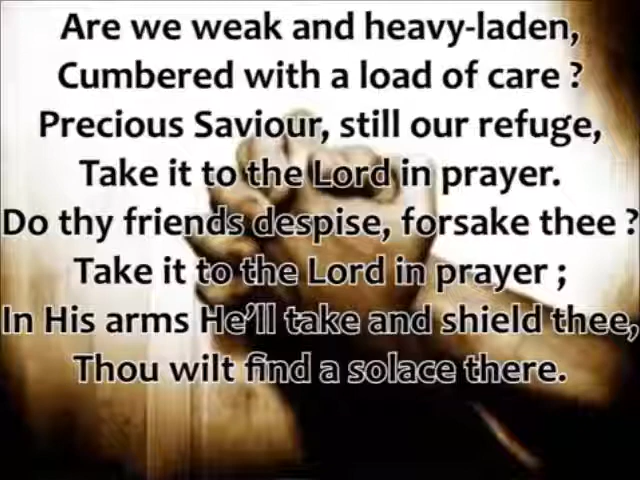 Are we weak and heavy-laden,
Cumbered with a load of care ?
Precious Saviour, still our refuge,
Take it to the Lord in prayer.
Do thy friends despise, forsake thee ?
Take it to the Lord in prayer ;
In His arms He'll take and shield thee,
Thou wilt find a solace there.